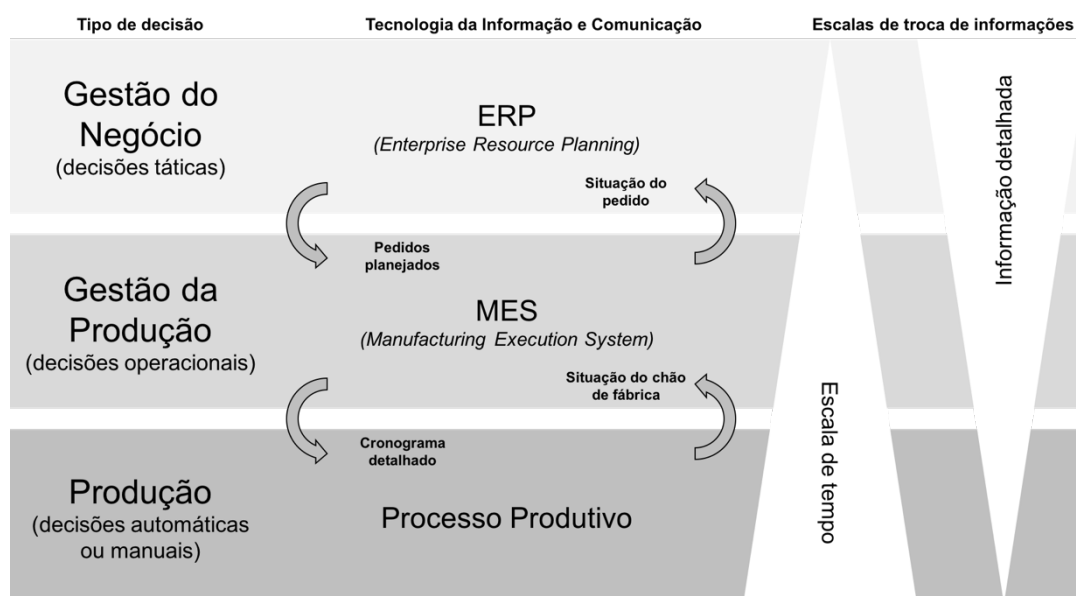 Tipo de decisão
Tecnologia da Informação e Comunicação
Escalas de troca de informações
Gestão do
Negócio
(decisões táticas)
ERP
(Enterprise Resource Planning)
Situação do
pedido
Pedidos
planejados
Informação detalhada
Gestão da
Produção
(decisões operacionais)
MES
(Manufacturing Execution System)
Situação do chão
de fábrica
Cronograma
detalhado
Escala de tempo
Produção
(decisões automáticas
ou manuais)
Processo Produtivo